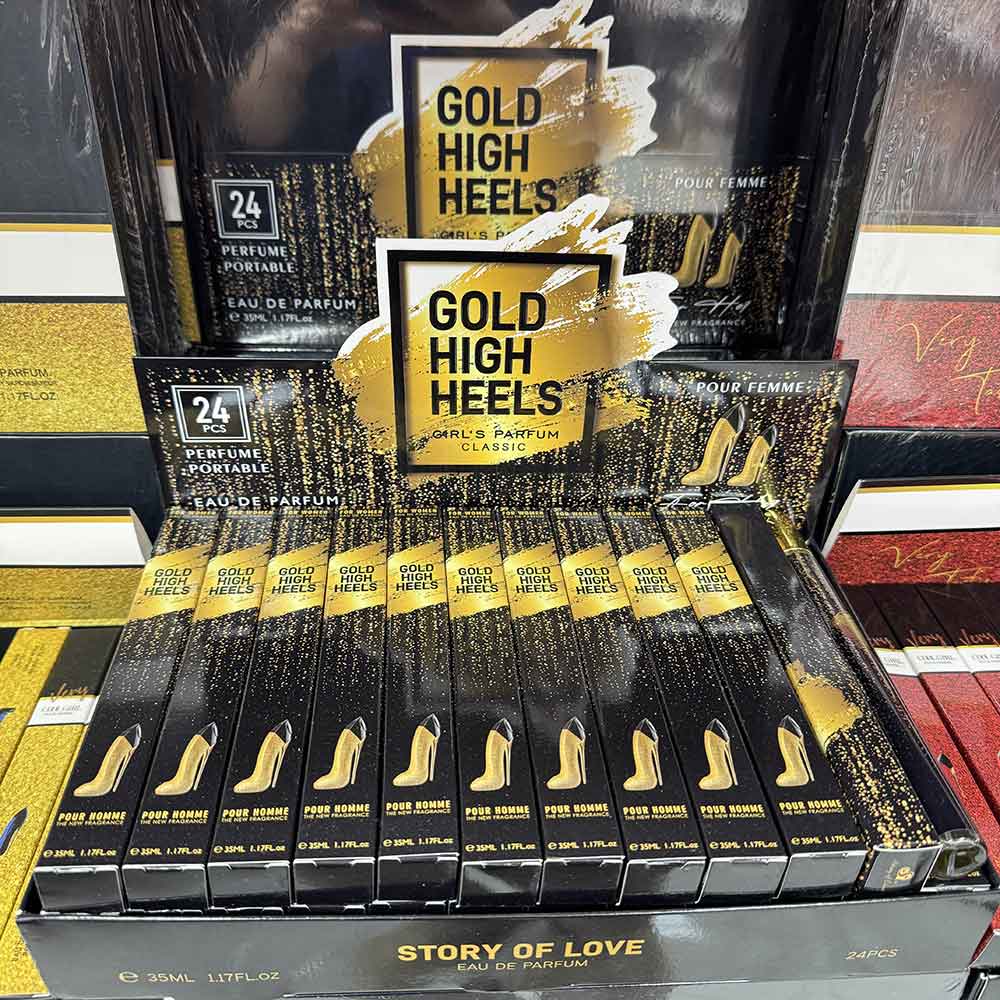 GOLD
HIGH
HEELS
24
PCS
PERFUME
PORTABLE
EAU DE PARFUM
℮ 35ML 1.17FL.OZ
POUR FEMME
NEW FRAGRANCE
GOLD
HIGH
HEELS
GIRL'S PARFUM
CLASSIC
24
PCS
PERFUME
PORTABLE
EAU DE PARFUM
POUR FEMME
PARFUM
Very
Very
GOLD
HIGH
HEELS
POUR HOMME
THE NEW FRAGRANCE
℮35ML 1.17FL.oz
GOLD
HIGH
HEELS
POUR HOMME
THE NEW FRAGRANCE
℮35ML 1.17FL.oz
GOLD
HIGH
HEELS
POUR HOMME
THE NEW FRAGRANCE
℮35ML 1.17FL.oz
GOLD
HIGH
HEELS
POUR HOMME
THE NEW FRAGRANCE
℮35ML 1.17FL.oz
GOLD
HIGH
HEELS
POUR HOMME
THE NEW FRAGRANCE
℮35ML 1.17FL.oz
GOLD
HIGH
HEELS
POUR HOMME
THE NEW FRAGRANCE
℮35ML 1.17FL.oz
GOLD
HIGH
HEELS
POUR HOMME
THE NEW FRAGRANCE
℮35ML 1.17FL.oz
GOLD
HIGH
HEELS
POUR HOMME
THE NEW FRAGRANCE
℮35ML 1.17FL.oz
GOLD
HIGH
HEELS
POUR HOMME
THE NEW FRAGRANCE
℮35ML 1.17FL.oz
GOLD
HIGH
HEELS
POUR HOMME
THE NEW FRAGRANCE
℮35ML 1.17FL.oz
Very
Very
Very
STORY OF LOVE
EAU DE PARFUM
℮ 35ML 1.17FL.oz
24PCS